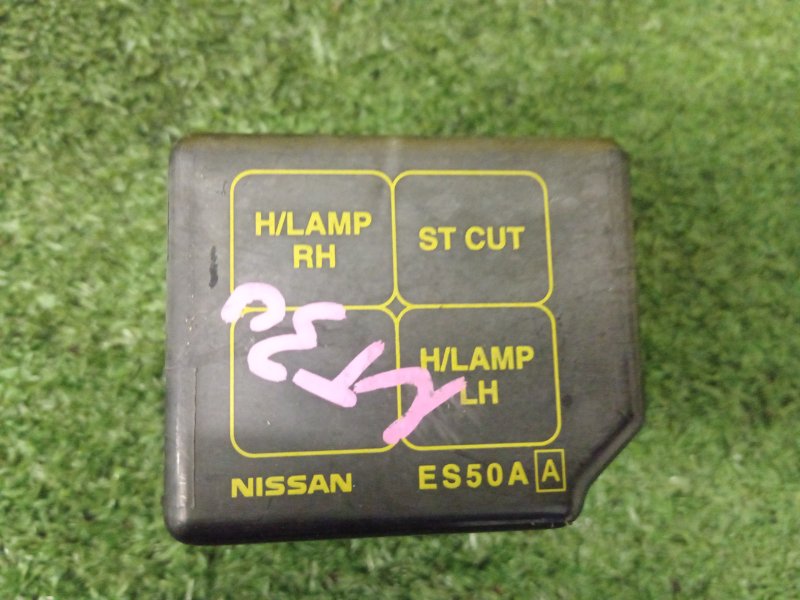 H/LAMP
RH
ST CUT
H/LAMP
LH
NISSAN
ES50A A